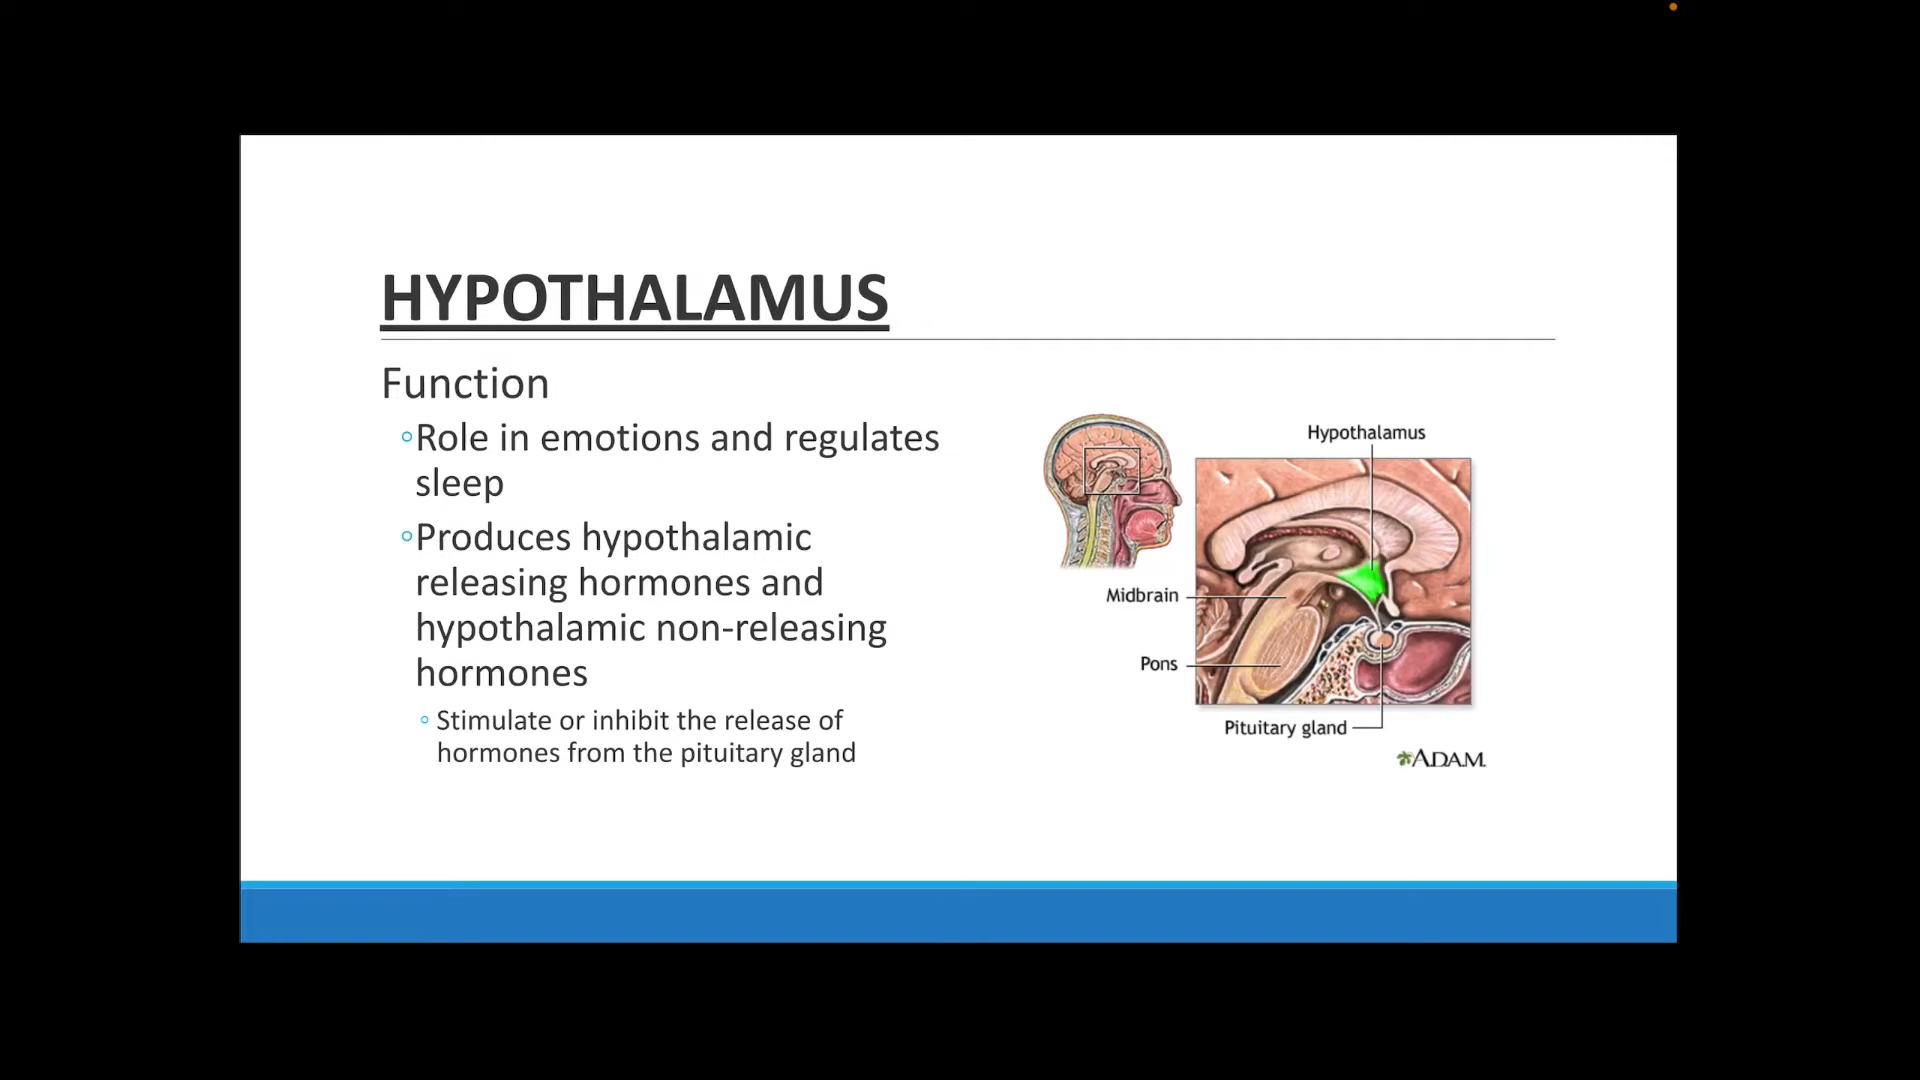 HYPOTHALAMUS
Function
◦Role in emotions and regulates
sleep
◦Produces hypothalamic
releasing hormones and
hypothalamic non-releasing
hormones
◦ Stimulate or inhibit the release of
hormones from the pituitary gland
Hypothalamus
Midbrain
Pons
Pituitary gland
ADAM.